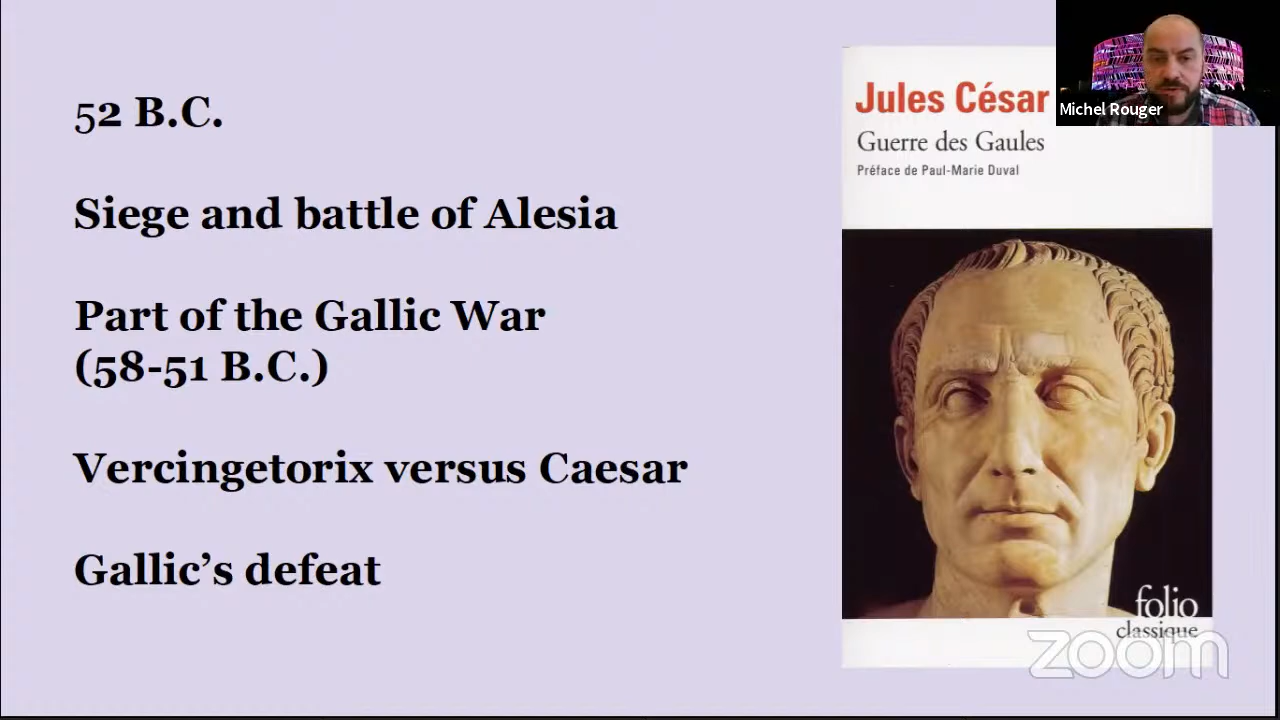 52 B.C.
Siege and battle of Alesia
Part of the Gallic War
(58-51 B.C.)
Vercingetorix versus Caesar
Gallic’s defeat
Jules César
Guerre des Gaules
Préface de Paul-Marie Duval
folio
classique
zoom
Michel Rouger